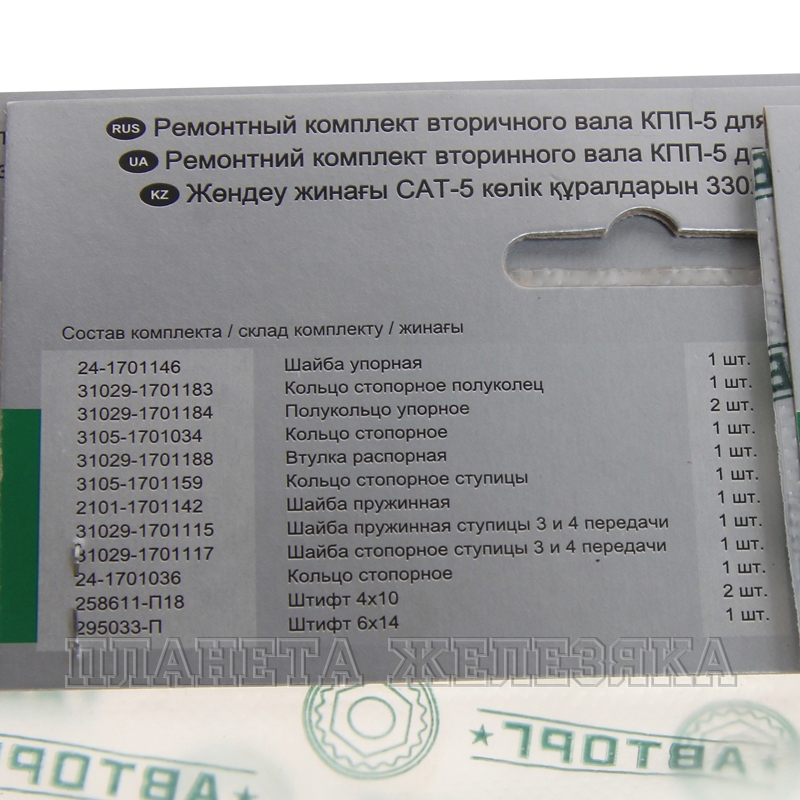 RUS Ремонтный комплект вторичного вала КПП-5 для
UA Ремонтний комплект вторинного вала КПП-5
KZ Жөндеу жинағы САТ-5 көлік құралдарын 330
Состав комплекта / склад комплекту / жинағы
24-1701146 Шайба упорная 1 шт.
31029-1701183 Кольцо стопорное полуколец 1 шт.
31029-1701184 Полукольцо упорное 2 шт.
3105-1701034 Кольцо стопорное 1 шт.
31029-1701188 Втулка распорная 1 шт.
3105-1701159 Кольцо стопорное ступицы 1 шт.
2101-1701142 Шайба пружинная 1 шт.
31029-1701115 Шайба пружинная ступицы 3 и 4 передачи 1 шт.
31029-1701117 Шайба стопорное ступицы 3 и 4 передачи 1 шт.
24-1701036 Кольцо стопорное 1 шт.
258611-П18 Штифт 4х10 2 шт.
295033-П Штифт 6х14 1 шт.
ПЛАНЕТА ЖЕЛЕЗЯКА
АВТОРГ
АВТОРГ